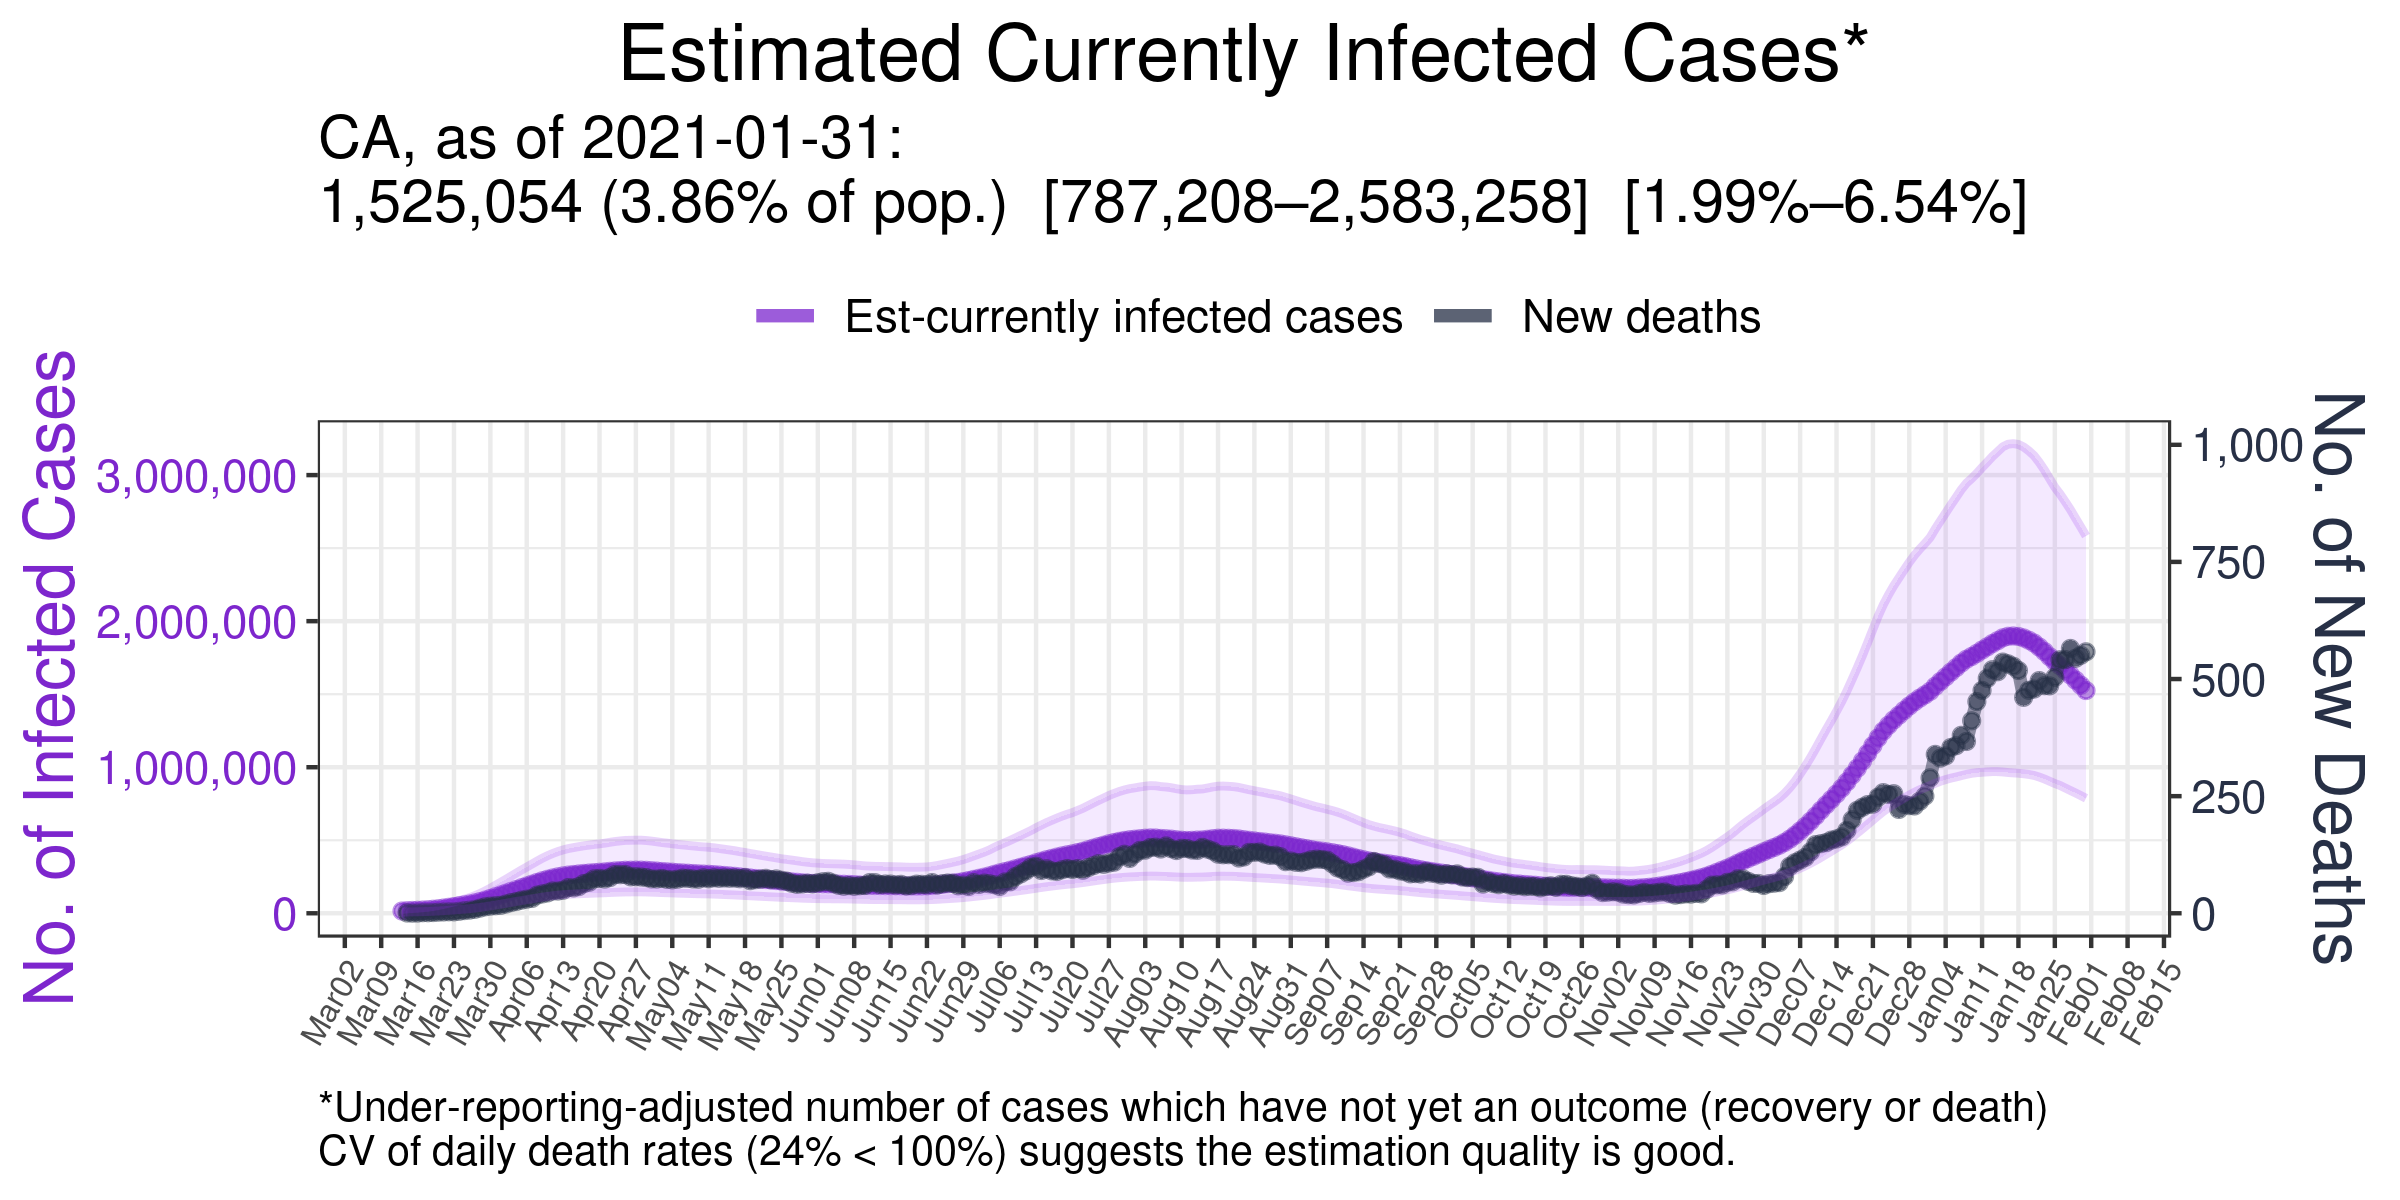 Estimated Currently Infected Cases*
CA, as of 2021-01-31:
1,525,054 (3.86% of pop.) [787,208–2,583,258] [1.99%–6.54%]
Est-currently infected cases New deaths
No. of Infected Cases
3,000,000
2,000,000
1,000,000
0
1,000
750
500
250
0
No. of New Deaths
Mar02 Mar09 Mar16 Mar23 Mar30 Apr06 Apr13 Apr20 Apr27 May04 May11 May18 May25 Jun01 Jun08 Jun15 Jun22 Jun29 Jul06 Jul13 Jul20 Jul27 Aug03 Aug10 Aug17 Aug24 Aug31 Sep07 Sep14 Sep21 Sep28 Oct05 Oct12 Oct19 Oct26 Nov02 Nov09 Nov16 Nov23 Nov30 Dec07 Dec14 Dec21 Dec28 Jan04 Jan11 Jan18 Jan25 Feb01 Feb08 Feb15
*Under-reporting-adjusted number of cases which have not yet an outcome (recovery or death)
CV of daily death rates (24% < 100%) suggests the estimation quality is good.